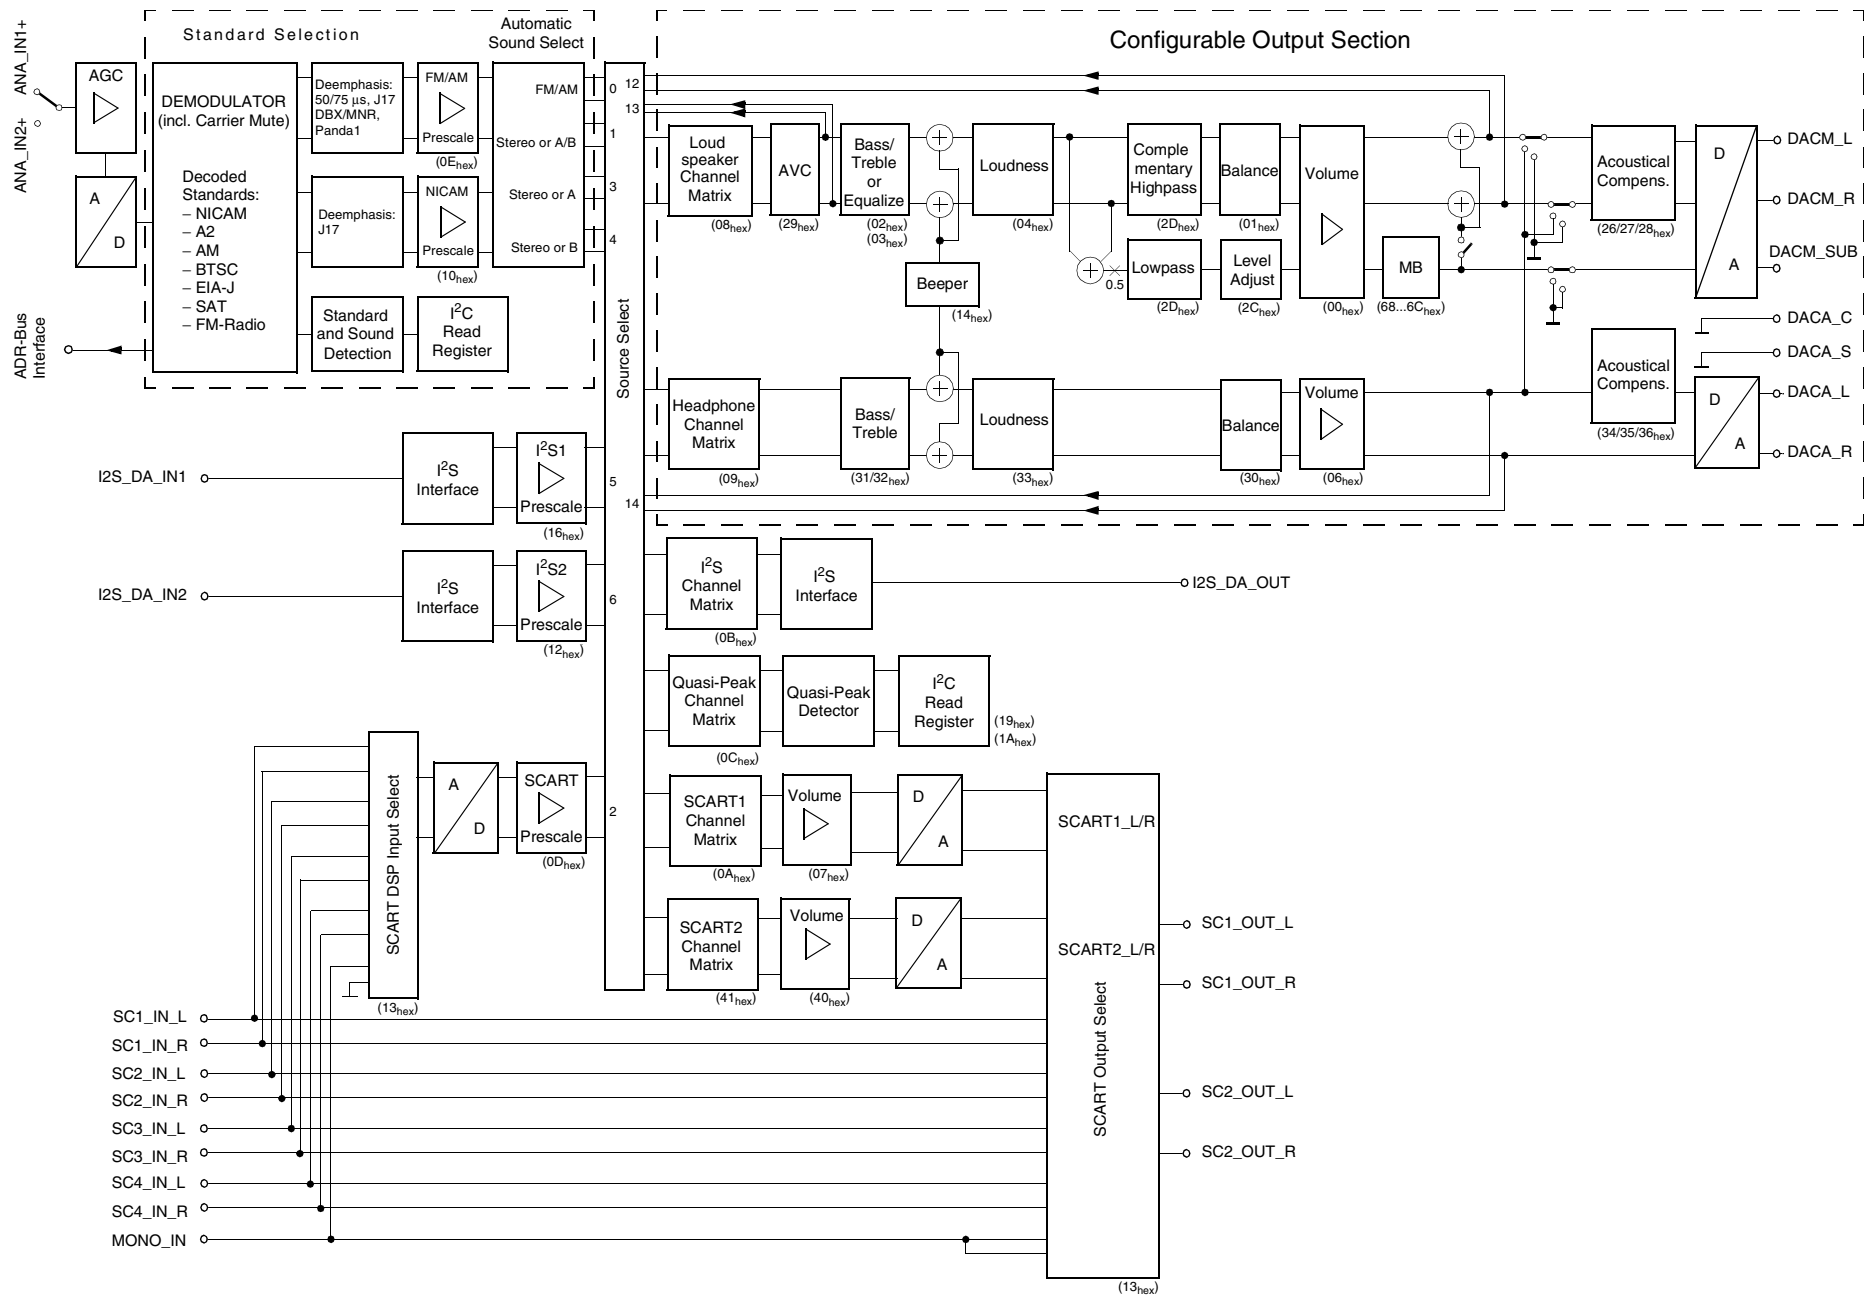 Standard Selection
Automatic
Sound Select
Configurable Output Section
ANA_IN1+
ANA_IN2+
AGC
A
D
DEMODULATOR
(incl. Carrier Mute)
Decoded
Standards:
– NICAM
– A2
– AM
– BTSC
– EIA-J
– SAT
– FM-Radio
Deemphasis:
50/75 µs, J17
DBX/MNR,
Panda1
FM/AM
Prescale
(0Ehex)
Deemphasis:
J17
NICAM
Prescale
(10hex)
FM/AM
Stereo or A/B
Stereo or A
Stereo or B
Standard
and Sound
Detection
I2C
Read
Register
ADR-Bus
Interface
Source Select
0
12
13
1
3
4
5
14
6
2
Loud
speaker
Channel
Matrix
(08hex)
AVC
(29hex)
Bass/
Treble
or
Equalize
(02hex)
(03hex)
Beeper
(14hex)
Loudness
(04hex)
0.5
Comple
mentary
Highpass
(2Dhex)
Lowpass
(2Dhex)
Balance
(01hex)
Level
Adjust
(2Chex)
Volume
(00hex)
MB
(68...6Chex)
Acoustical
Compens.
(26/27/28hex)
D
A
DACM_L
DACM_R
DACM_SUB
DACA_C
DACA_S
DACA_L
DACA_R
Headphone
Channel
Matrix
(09hex)
Bass/
Treble
(31/32hex)
Loudness
(33hex)
Balance
(30hex)
Volume
(06hex)
Acoustical
Compens.
(34/35/36hex)
D
A
I2S_DA_IN1
I2S
Interface
I2S1
Prescale
(16hex)
I2S_DA_IN2
I2S
Interface
I2S2
Prescale
(12hex)
I2S
Channel
Matrix
(0Bhex)
I2S
Interface
I2S_DA_OUT
Quasi-Peak
Channel
Matrix
(0Chex)
Quasi-Peak
Detector
I2C
Read
Register
(19hex)
(1Ahex)
SCART DSP Input Select
(13hex)
A
D
SCART
Prescale
(0Dhex)
SCART1
Channel
Matrix
(0Ahex)
Volume
(07hex)
D
A
SCART2
Channel
Matrix
(41hex)
Volume
(40hex)
D
A
SCART1_L/R
SCART2_L/R
SCART Output Select
(13hex)
SC1_OUT_L
SC1_OUT_R
SC2_OUT_L
SC2_OUT_R
SC1_IN_L
SC1_IN_R
SC2_IN_L
SC2_IN_R
SC3_IN_L
SC3_IN_R
SC4_IN_L
SC4_IN_R
MONO_IN